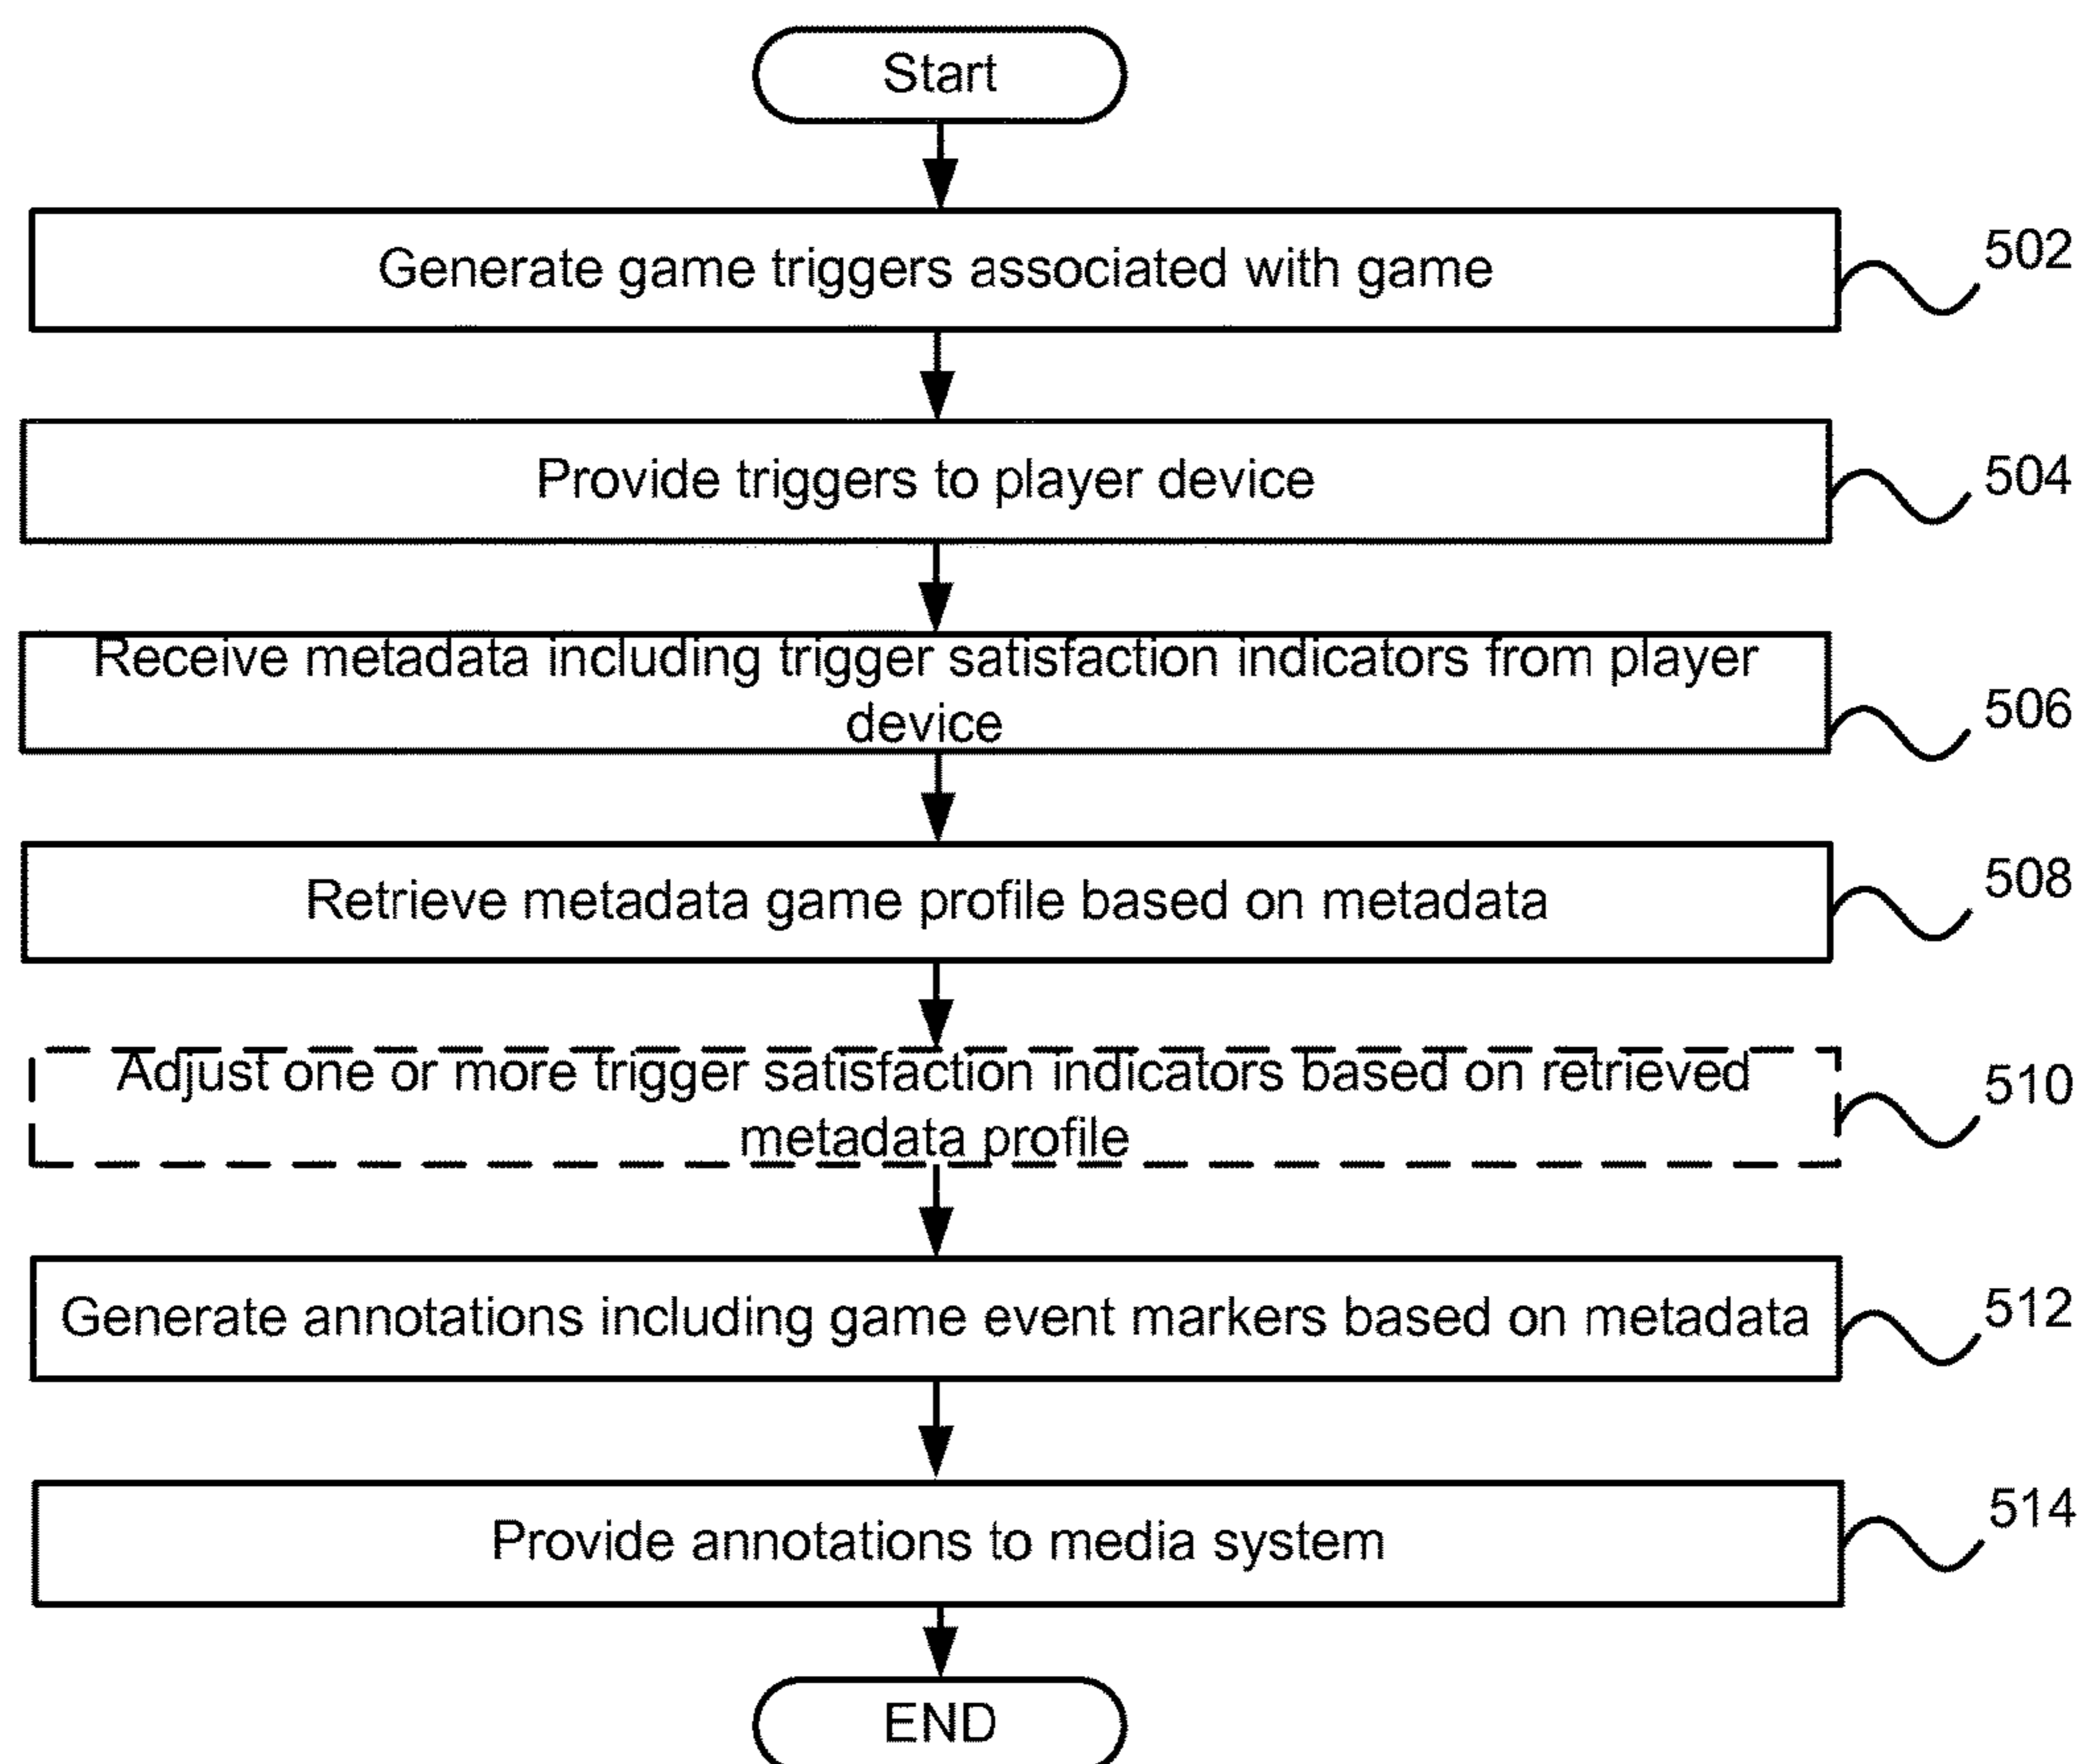 Start
Generate game triggers associated with game
502
Provide triggers to player device
504
Receive metadata including trigger satisfaction indicators from player
device
506
Retrieve metadata game profile based on metadata
508
Adjust one or more trigger satisfaction indicators based on retrieved
metadata profile
510
Generate annotations including game event markers based on metadata
512
Provide annotations to media system
514
END